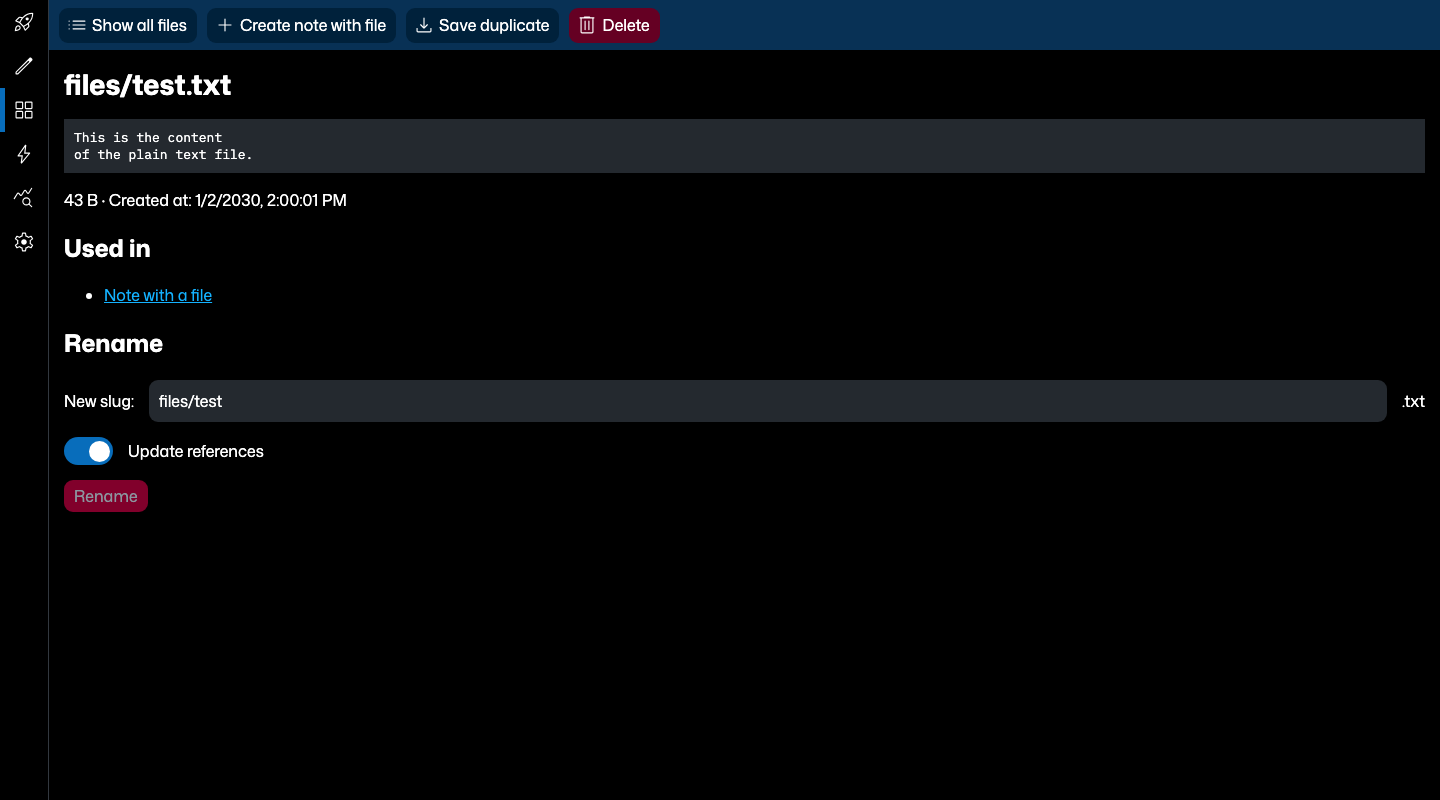 Show all files
Create note with file
Save duplicate
Delete
files/test.txt
This is the content
of the plain text file.
43 B · Created at: 1/2/2030, 2:00:01 PM
Used in
Note with a file
Rename
New slug:
files/test
.txt
Update references
Rename